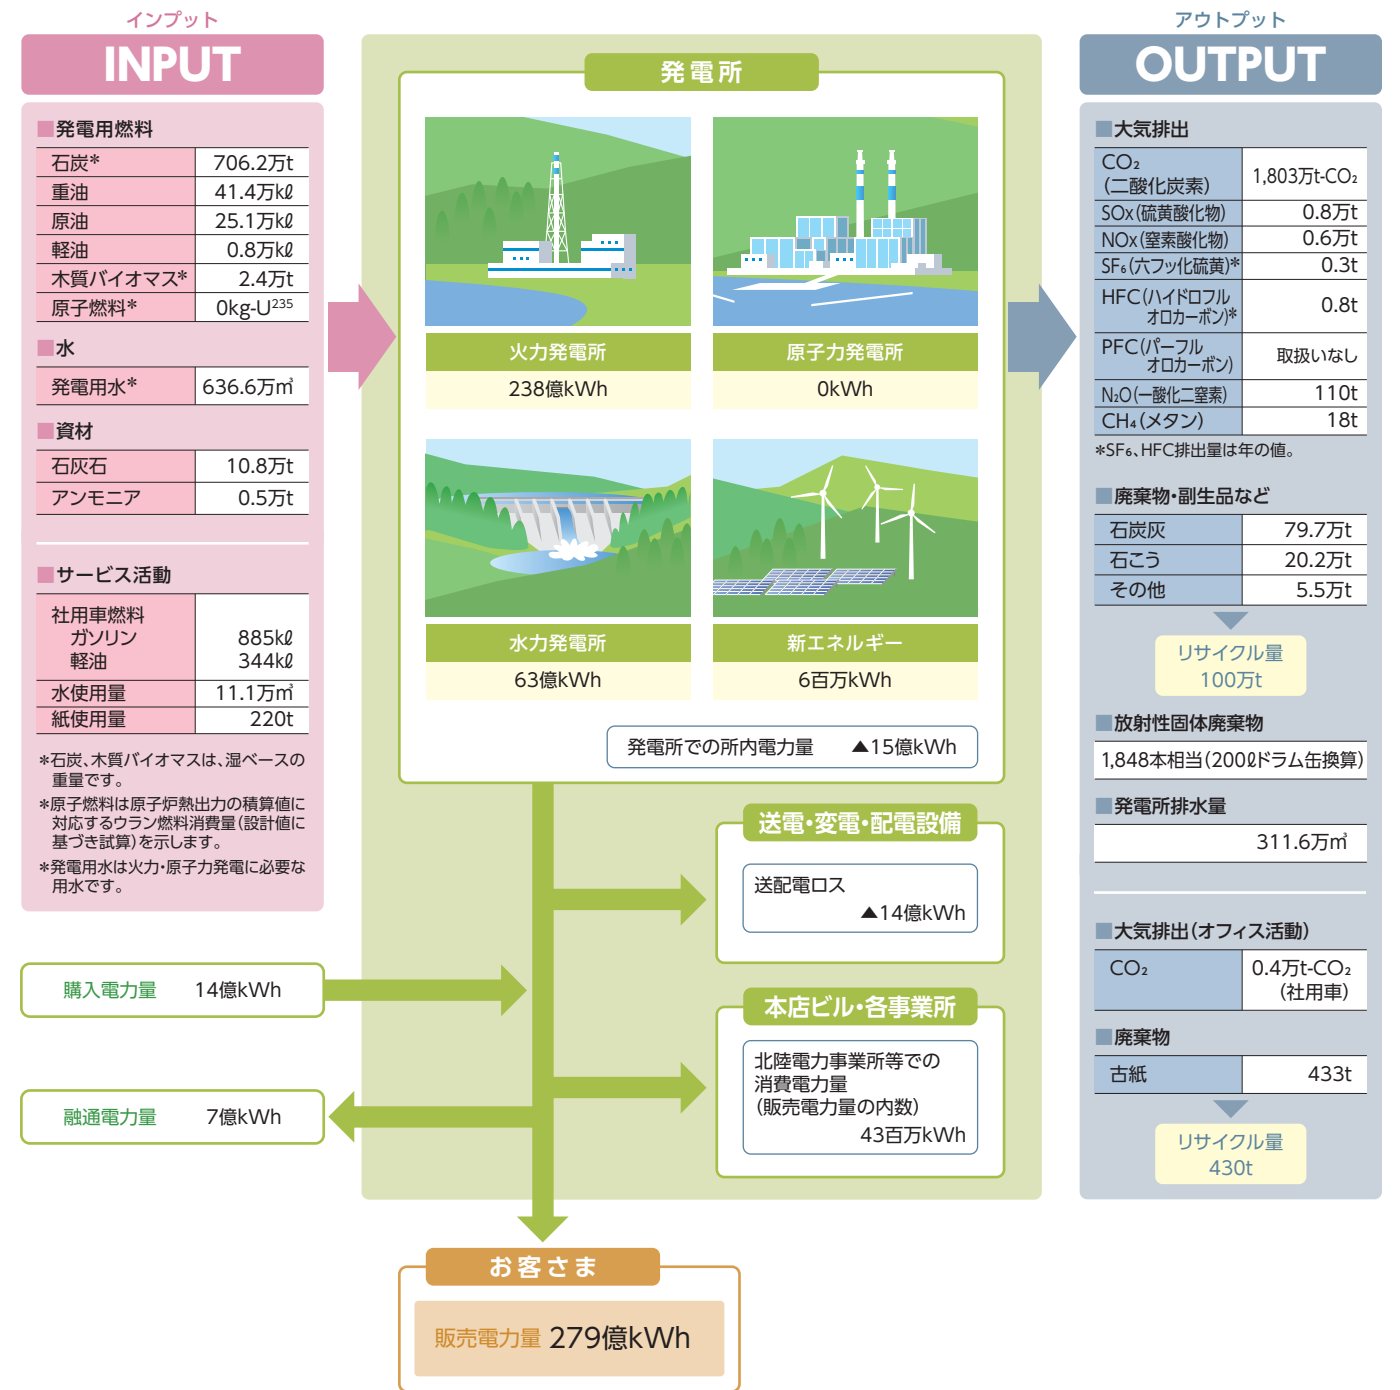 インプット
INPUT
■発電用燃料
石炭* 706.2万t
重油 41.4万kℓ
原油 25.1万kℓ
軽油 0.8万kℓ
木質バイオマス* 2.4万t
原子燃料* 0kg-U²³⁵
■水
発電用水* 636.6万㎥
■資材
石灰石 10.8万t
アンモニア 0.5万t
■サービス活動
社用車燃料
ガソリン 885kℓ
軽油 344kℓ
水使用量 11.1万㎥
紙使用量 220t
*石炭、木質バイオマスは、湿ベースの
重量です。
*原子燃料は原子炉熱出力の積算値に
対応するウラン燃料消費量(設計値に
基づき試算)を示します。
*発電用水は火力・原子力発電に必要な
用水です。
購入電力量 14億kWh
融通電力量 7億kWh
発電所
火力発電所
238億kWh
原子力発電所
0kWh
水力発電所
63億kWh
新エネルギー
6百万kWh
発電所での所内電力量 ▲15億kWh
送電・変電・配電設備
送配電ロス
▲14億kWh
本店ビル・各事業所
北陸電力事業所等での
消費電力量
(販売電力量の内数)
43百万kWh
お客さま
販売電力量 279億kWh
アウトプット
OUTPUT
■大気排出
CO₂
(二酸化炭素) 1,803万t-CO₂
SOx(硫黄酸化物) 0.8万t
NOx(窒素酸化物) 0.6万t
SF₆(六フッ化硫黄)* 0.3t
HFC(ハイドロフル
オロカーボン)* 0.8t
PFC(パーフル
オロカーボン) 取扱いなし
N₂O(一酸化二窒素) 110t
CH₄(メタン) 18t
*SF₆、HFC排出量は年の値。
■廃棄物・副生品など
石炭灰 79.7万t
石こう 20.2万t
その他 5.5万t
リサイクル量
100万t
■放射性固体廃棄物
1,848本相当(200ℓドラム缶換算)
■発電所排水量
311.6万㎥
■大気排出(オフィス活動)
CO₂ 0.4万t-CO₂
(社用車)
■廃棄物
古紙 433t
リサイクル量
430t